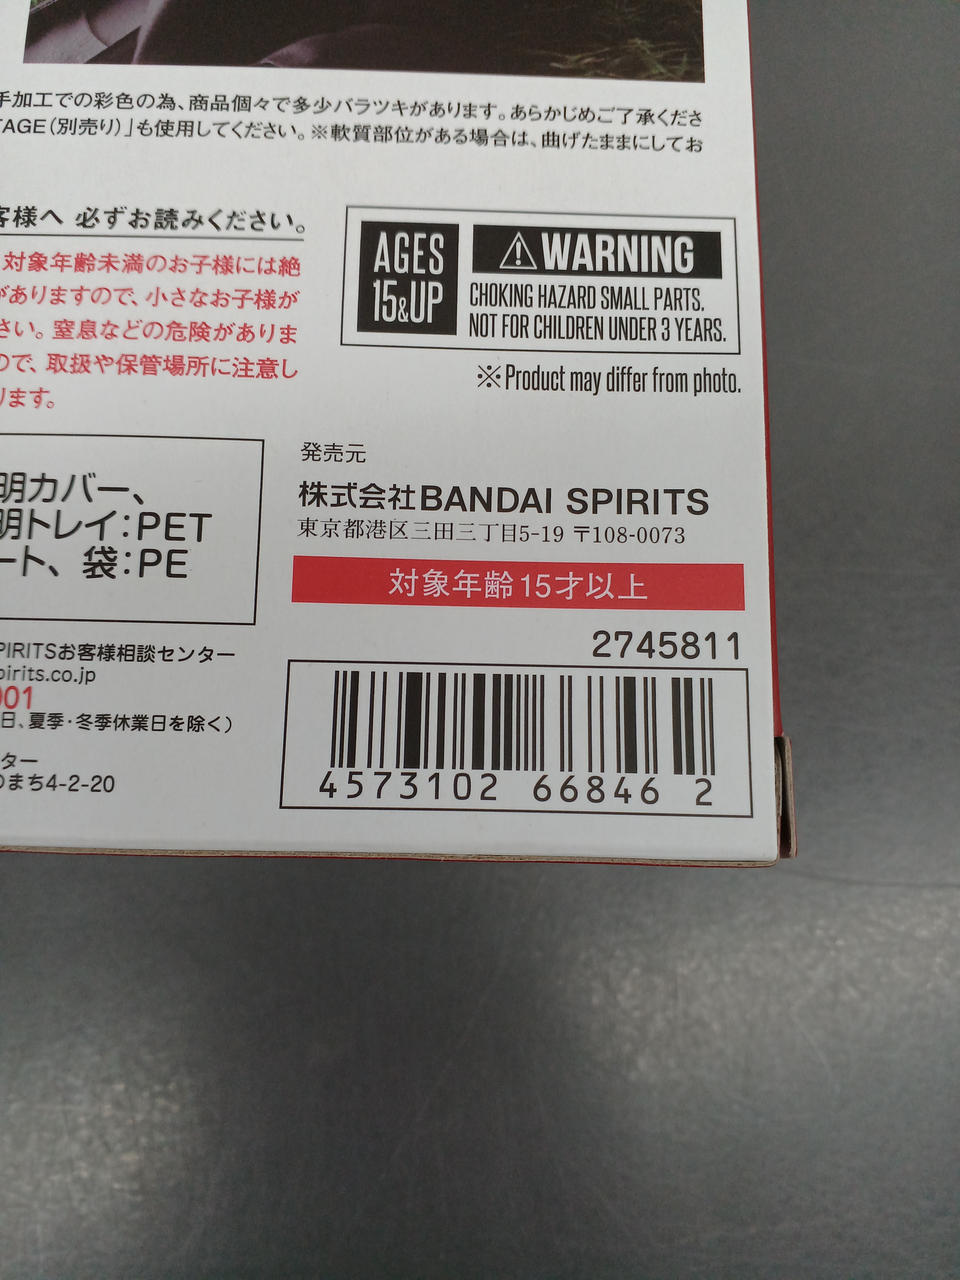 手加工での彩色の為、商品個々で多少バラツキがあります。あらかじめご了承くださ
TAGE(別売り)」も使用してください。※軟質部位がある場合は、曲げたままにしてお
客様へ 必ずお読みください。
対象年齢未満のお子様には絶
がありますので、小さなお子様が
さい。窒息などの危険がありま
ので、取扱や保管場所に注意し
ります。
AGES
15&UP
WARNING
CHOKING HAZARD SMALL PARTS.
NOT FOR CHILDREN UNDER 3 YEARS.
※Product may differ from photo.
明カバー、
明トレイ:PET
ート、袋:PE
発売元
株式会社BANDAI SPIRITS
東京都港区三田三丁目5-19 〒108-0073
対象年齢15才以上
2745811
4573102 66846 2
PIRITSお客様相談センター
pirits.co.jp
001
日、夏季・冬季休業日を除く)
ター
のまち4-2-20